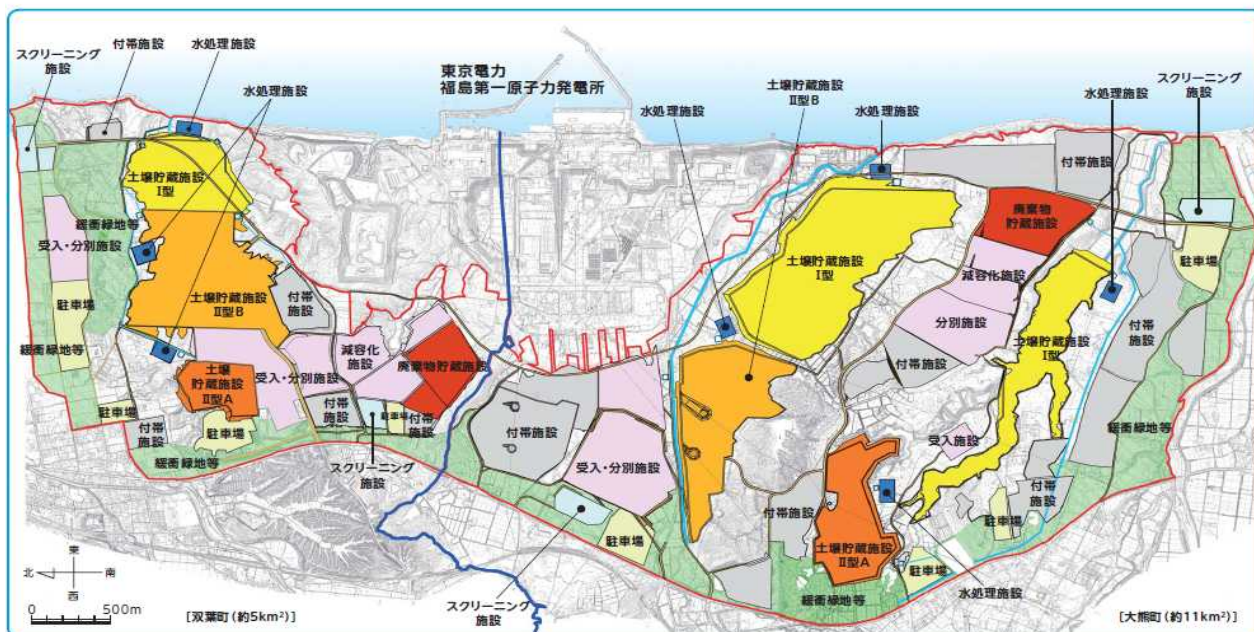 スクリーニング
施設
付帯施設
水処理施設
水処理施設
東京電力
福島第一原子力発電所
水処理施設
土壌貯蔵施設
Ⅱ型B
水処理施設
水処理施設
スクリーニング
施設
土壌貯蔵施設
Ⅰ型
緩衝緑地等
受入・分別施設
駐車場
緩衝緑地等
土壌貯蔵施設
Ⅱ型B
付帯施設
減容化
施設
廃棄物貯蔵施設
受入・分別施設
土壌
貯蔵施設
Ⅱ型A
駐車場
付帯
施設
駐車場
緩衝緑地等
付帯
施設
駐車場
付帯
施設
スクリーニング
施設
付帯施設
受入・分別施設
スクリーニング
施設
駐車場
土壌貯蔵施設
Ⅰ型
付帯施設
廃棄物
貯蔵施設
減容化施設
分別施設
付帯施設
土壌貯蔵施設
Ⅰ型
駐車場
付帯
施設
緩衝緑地等
受入施設
付帯施設
付帯施設
駐車場
土壌貯蔵施設
Ⅱ型A
駐車場
緩衝緑地等
水処理施設
東
北
南
西
0
500m
[双葉町(約5km²)]
[大熊町(約11km²)]